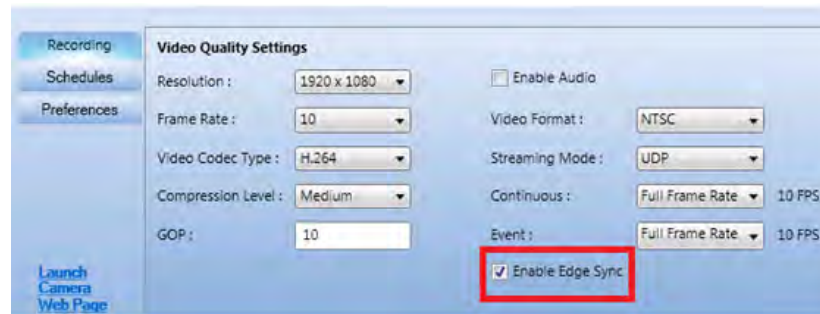 Recording
Schedules
Preferences
Launch
Camera
Web Page
Video Quality Settings
Resolution : 1920 x 1080 Enable Audio
Frame Rate : 10 Video Format : NTSC
Video Codec Type : H.264 Streaming Mode : UDP
Compression Level : Medium Continuous : Full Frame Rate 10 FPS
GOP : 10 Event : Full Frame Rate 10 FPS
Enable Edge Sync